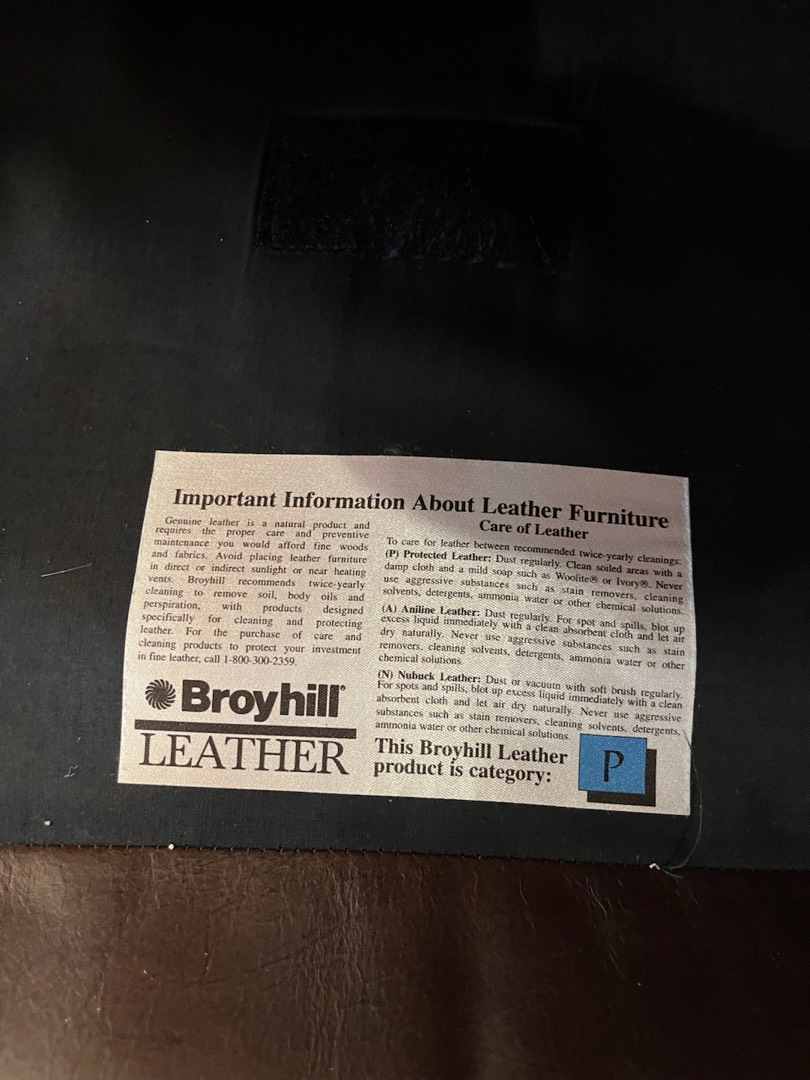 Important Information About Leather Furniture
Genuine leather is a natural product and
requires the proper care and preventive
maintenance you would afford fine woods
and fabrics. Avoid placing leather furniture
in direct or indirect sunlight or near heating
vents. Broyhill recommends twice-yearly
cleaning to remove soil, body oils and
perspiration, with products designed
specifically for cleaning and protecting
leather. For the purchase of care and
cleaning products to protect your investment
in fine leather, call 1-800-300-2359.
Broyhill®
LEATHER
Care of Leather
To care for leather between recommended twice-yearly cleanings:
(P) Protected Leather: Dust regularly. Clean soiled areas with a
damp cloth and a mild soap such as Woolite® or Ivory®. Never
use aggressive substances such as stain removers, cleaning
solvents, detergents, ammonia water or other chemical solutions.
(A) Aniline Leather: Dust regularly. For spot and spills, blot up
excess liquid immediately with a clean absorbent cloth and let air
dry naturally. Never use aggressive substances such as stain
removers, cleaning solvents, detergents, ammonia water or other
chemical solutions.
(N) Nubuck Leather: Dust or vacuum with soft brush regularly.
For spots and spills, blot up excess liquid immediately with a clean
absorbent cloth and let air dry naturally. Never use aggressive
substances such as stain removers, cleaning solvents, detergents,
ammonia water or other chemical solutions.
This Broyhill Leather
product is category:
P